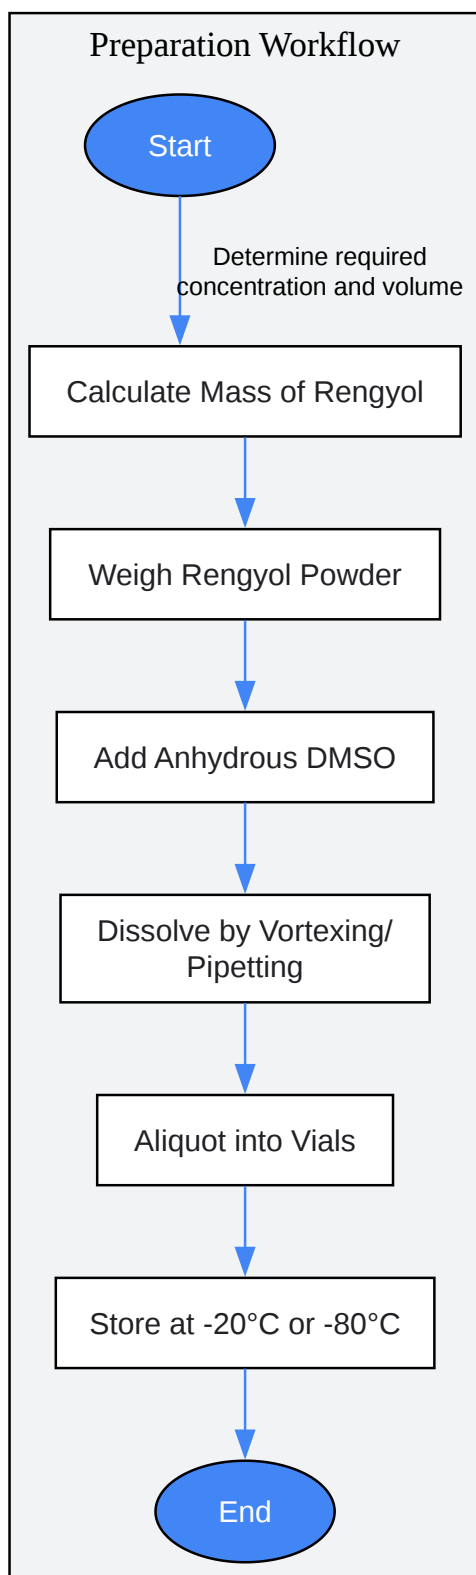 Preparation Workflow
Start
Determine required
concentration and volume
Calculate Mass of Rengyol
Weigh Rengyol Powder
Add Anhydrous DMSO
Dissolve by Vortexing/
Pipetting
Aliquot into Vials
Store at -20°C or -80°C
End